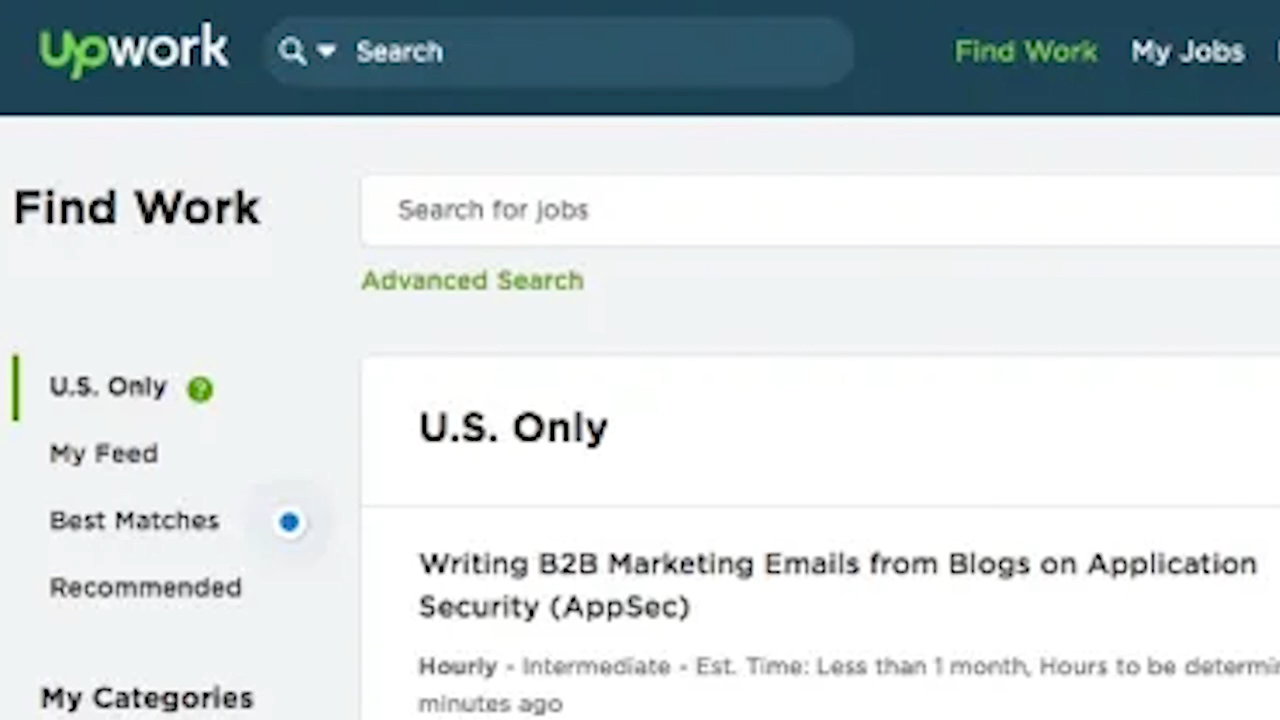 Upwork Search Find Work My Jobs
Find Work
Search for jobs
Advanced Search
U.S. Only ?
My Feed
Best Matches
Recommended
My Categories
U.S. Only
Writing B2B Marketing Emails from Blogs on Application
Security (AppSec)
Hourly - Intermediate - Est. Time: Less than 1 month, Hours to be
minutes ago